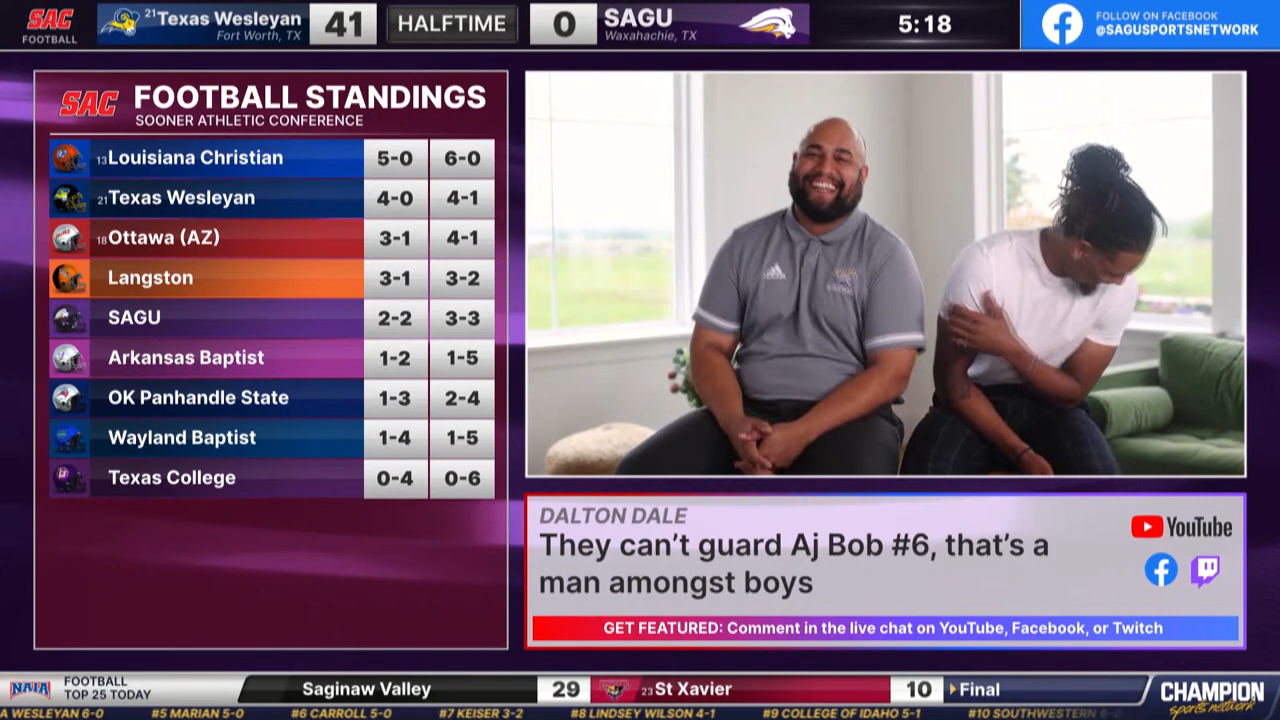 SAC
FOOTBALL
21 Texas Wesleyan
Fort Worth, TX
41
HALFTIME
0
SAGU
Waxahachie, TX
5:18
FOLLOW ON FACEBOOK
@SAGUSPORTSNETWORK
SAC FOOTBALL STANDINGS
SOONER ATHLETIC CONFERENCE
13 Louisiana Christian 5-0 6-0
21 Texas Wesleyan 4-0 4-1
18 Ottawa (AZ) 3-1 4-1
Langston 3-1 3-2
SAGU 2-2 3-3
Arkansas Baptist 1-2 1-5
OK Panhandle State 1-3 2-4
Wayland Baptist 1-4 1-5
Texas College 0-4 0-6
DALTON DALE
They can't guard Aj Bob #6, that's a
man amongst boys
YouTube
GET FEATURED: Comment in the live chat on YouTube, Facebook, or Twitch
NAIA
FOOTBALL
TOP 25 TODAY
Saginaw Valley 29 23 St Xavier 10 Final
CHAMPION
sports network
A WESLEYAN 6-0 #5 MARIAN 5-0 #6 CARROLL 5-0 #7 KEISER 3-2 #8 LINDSEY WILSON 4-1 #9 COLLEGE OF IDAHO 5-1 #10 SOUTHWESTERN 6-0